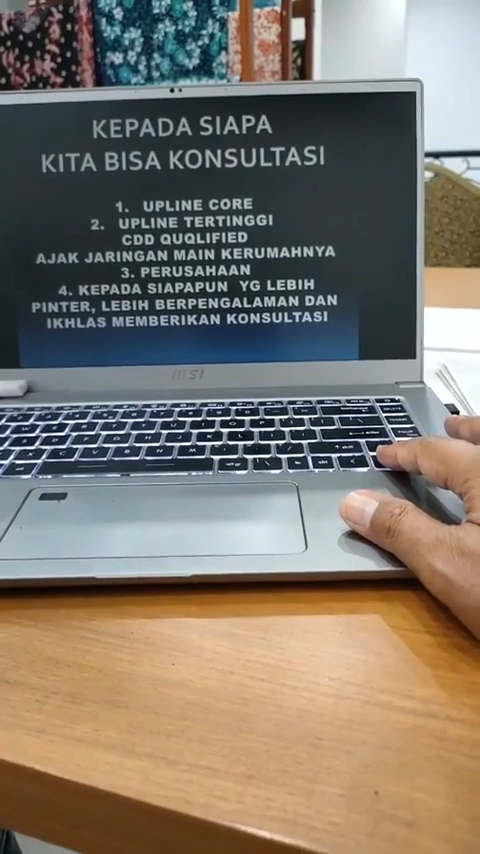 KEPADA SIAPA
KITA BISA KONSULTASI
1. UPLINE CORE
2. UPLINE TERTINGGI
CDD QUQLIFIED
AJAK JARINGAN MAIN KERUMAHNYA
3. PERUSAHAAN
4. KEPADA SIAPAPUN YG LEBIH
PINTER, LEBIH BERPENGALAMAN DAN
IKHLAS MEMBERIKAN KONSULTASI
msi